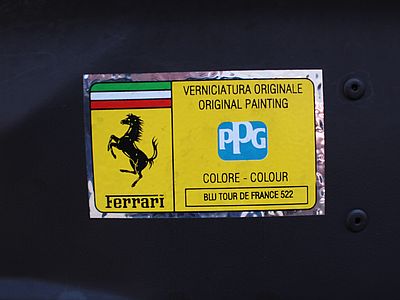 VERNICIATURA ORIGINALE
ORIGINAL PAINTING
PPG
COLORE - COLOUR
BLU TOUR DE FRANCE 522
Ferrari